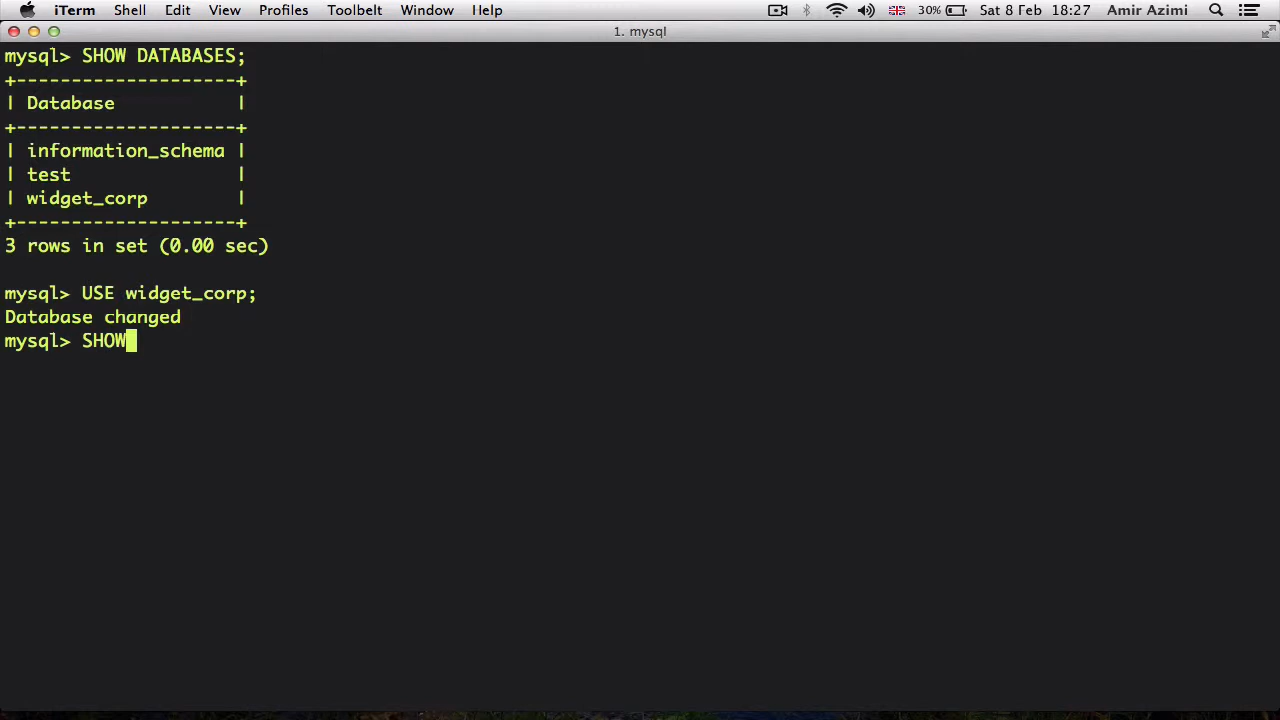 iTerm Shell Edit View Profiles Toolbelt Window Help 30% Sat 8 Feb 18:27 Amir Azimi
1. mysql
mysql> SHOW DATABASES;
+--------------------+
| Database           |
+--------------------+
| information_schema |
| test               |
| widget_corp        |
+--------------------+
3 rows in set (0.00 sec)
mysql> USE widget_corp;
Database changed
mysql> SHOW